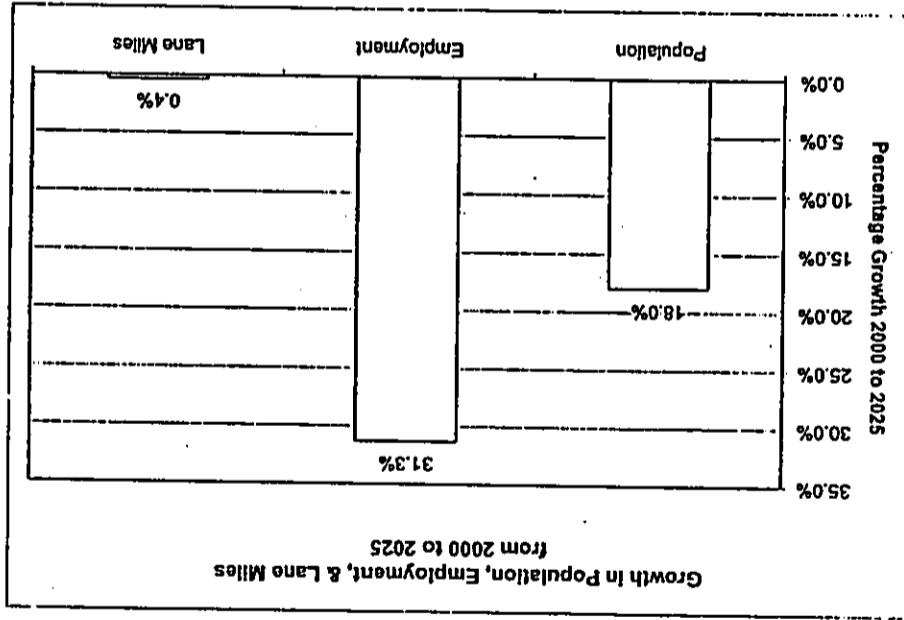 Growth in Population, Employment, & Lane Miles
from 2000 to 2025
Percentage Growth 2000 to 2025
35.0%
30.0%
25.0%
20.0%
15.0%
10.0%
5.0%
0.0%
18.0%
31.3%
0.4%
Population
Employment
Lane Miles